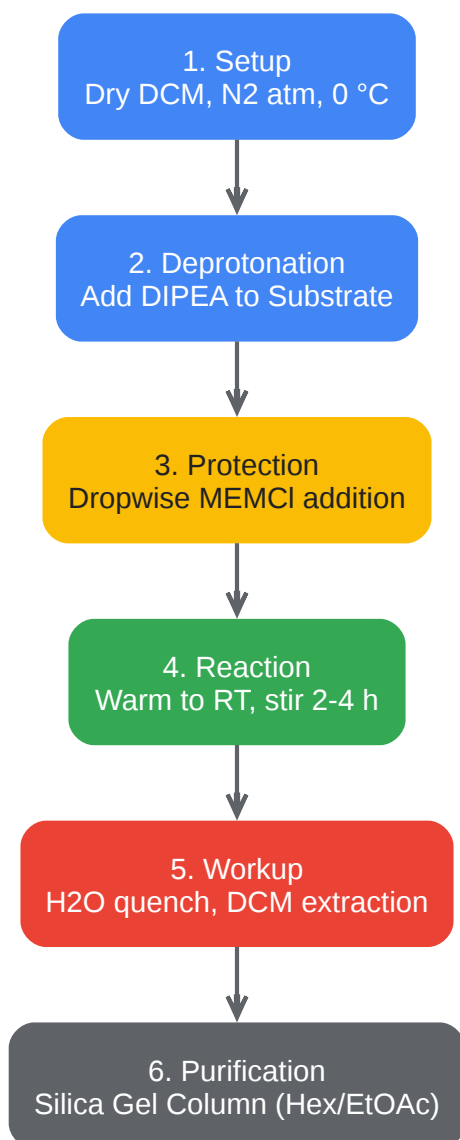 1. Setup
Dry DCM, N2 atm, 0 °C
2. Deprotonation
Add DIPEA to Substrate
3. Protection
Dropwise MEMCl addition
4. Reaction
Warm to RT, stir 2-4 h
5. Workup
H2O quench, DCM extraction
6. Purification
Silica Gel Column (Hex/EtOAc)